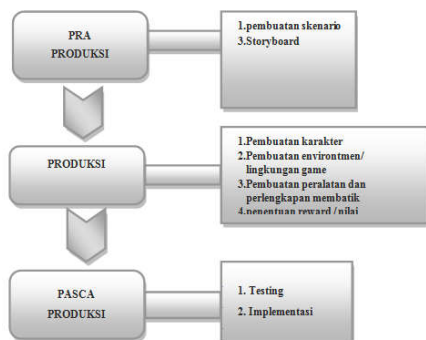 PRA
PRODUKSI
1.pembuatan skenario
3.Storyboard
PRODUKSI
1.Pembuatan karakter
2.Pembuatan environtmen/
lingkungan game
3.Pembuatan peralatan dan
perlengkapan membatik
4.penentuan reward / nilai
PASCA
PRODUKSI
1. Testing
2. Implementasi